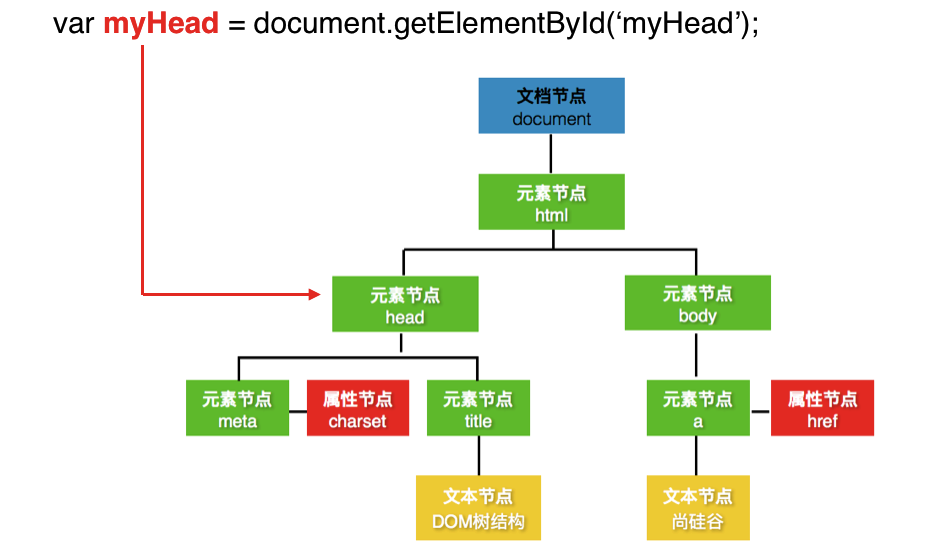 var myHead = document.getElementById(‘myHead’);
文档节点
document
元素节点
html
元素节点
head
元素节点
body
元素节点
meta
属性节点
charset
元素节点
title
元素节点
a
属性节点
href
文本节点
DOM树结构
文本节点
尚硅谷